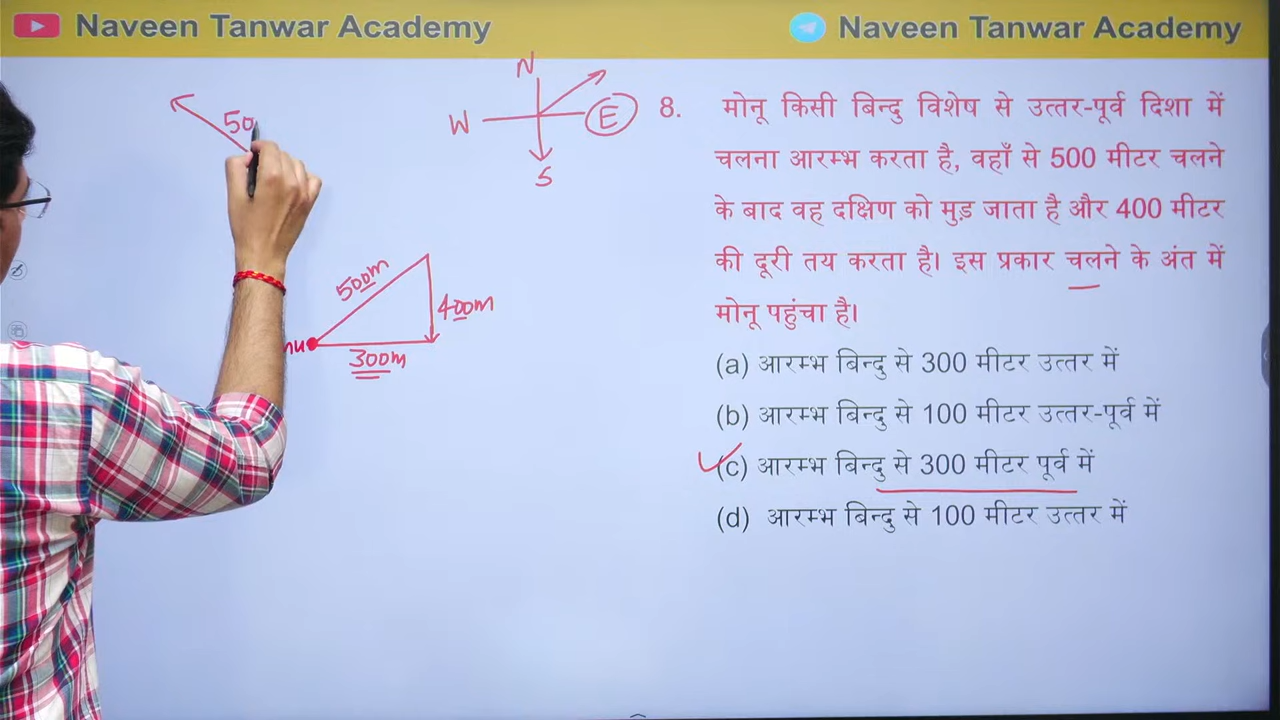 Naveen Tanwar Academy
Naveen Tanwar Academy
N
W
E
S
50
500m
400m
300m
8. मोनू किसी बिन्दु विशेष से उत्तर-पूर्व दिशा में
चलना आरम्भ करता है, वहाँ से 500 मीटर चलने
के बाद वह दक्षिण को मुड़ जाता है और 400 मीटर
की दूरी तय करता है। इस प्रकार चलने के अंत में
मोनू पहुंचा है।
(a) आरम्भ बिन्दु से 300 मीटर उत्तर में
(b) आरम्भ बिन्दु से 100 मीटर उत्तर-पूर्व में
(c) आरम्भ बिन्दु से 300 मीटर पूर्व में
(d) आरम्भ बिन्दु से 100 मीटर उत्तर में